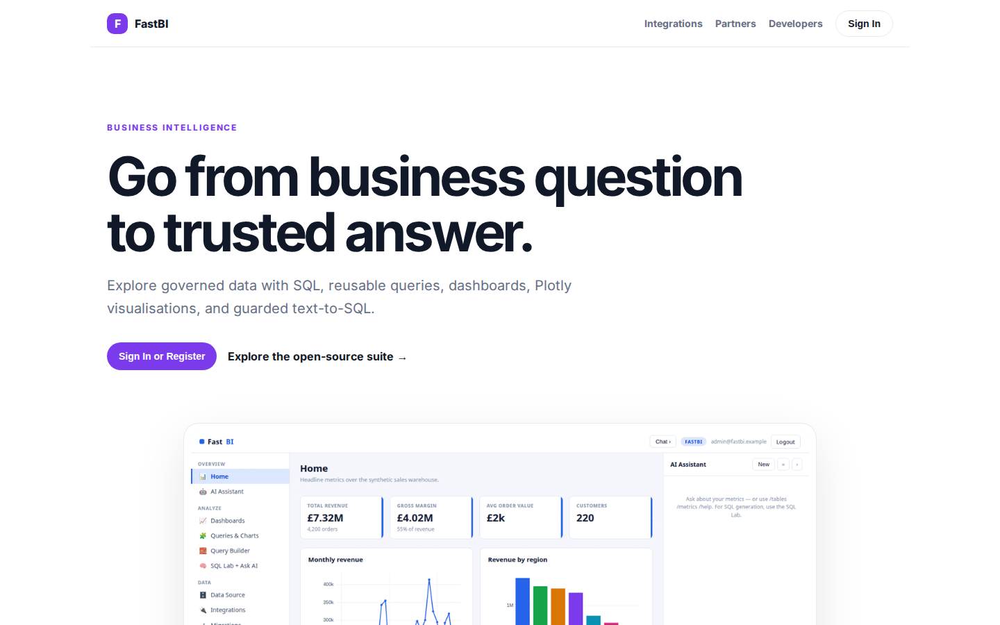 F FastBI
Integrations Partners Developers Sign In
BUSINESS INTELLIGENCE
Go from business question
to trusted answer.
Explore governed data with SQL, reusable queries, dashboards, Plotly
visualisations, and guarded text-to-SQL.
Sign In or Register Explore the open-source suite →
Fast BI
Chat › FASTBI admin@fastbi.example Logout
OVERVIEW
Home
AI Assistant
ANALYZE
Dashboards
Queries & Charts
Query Builder
SQL Lab + Ask AI
DATA
Data Source
Integrations
Home
Headline metrics over the synthetic sales warehouse.
TOTAL REVENUE
£7.32M
4,200 orders
GROSS MARGIN
£4.02M
55% of revenue
AVG ORDER VALUE
£2k
CUSTOMERS
220
Monthly revenue
400k
350k
300k
Revenue by region
1M
AI Assistant
New « ›
Ask about your metrics — or use /tables
/metrics /help. For SQL generation, use the SQL
Lab.